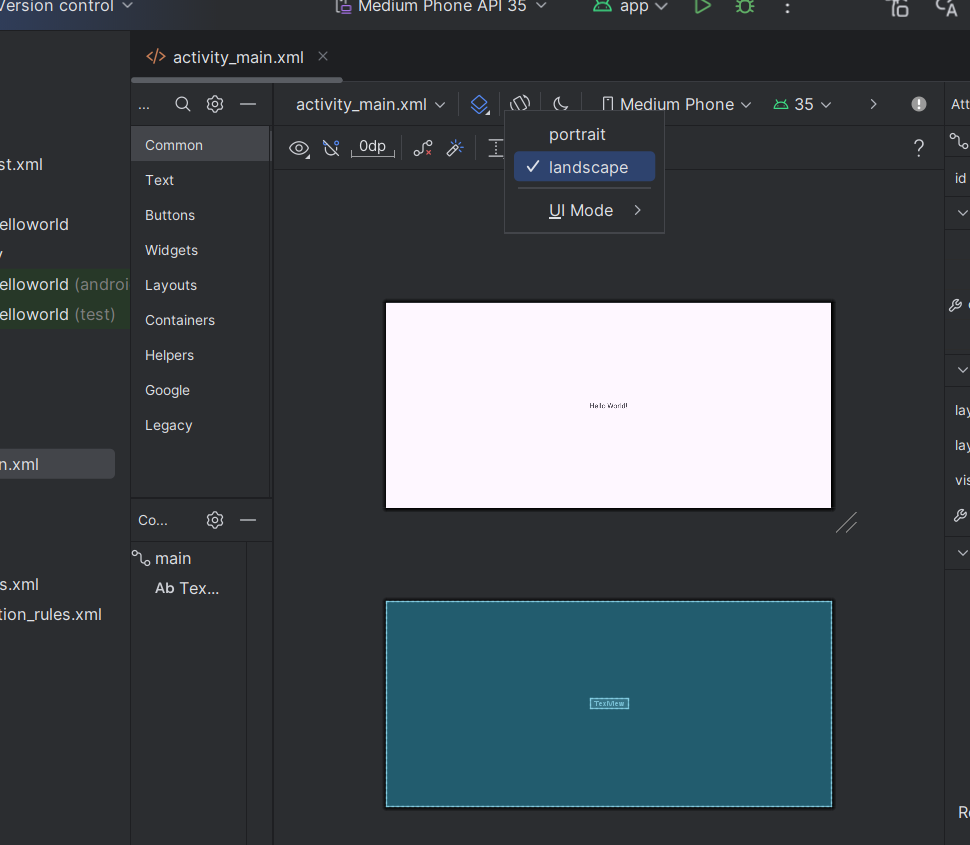 Version control
Medium Phone API 35
app
activity_main.xml
...
activity_main.xml
Medium Phone
35
Att
0dp
?
portrait
landscape
UI Mode
Common
Text
Buttons
Widgets
Layouts
Containers
Helpers
Google
Legacy
st.xml
elloworld
elloworld (androi
elloworld (test)
n.xml
s.xml
tion_rules.xml
Co...
main
Ab Tex...
Hello World!
TextView
id
lay
lay
vis
Re